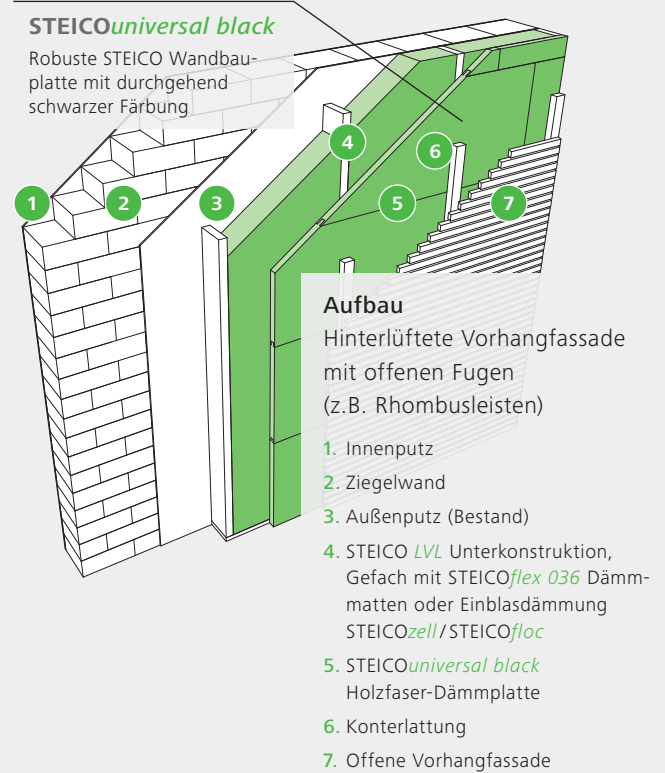 STEICOuniversal black
Robuste STEICO Wandbau-
platte mit durchgehend
schwarzer Färbung
1
2
3
4
5
6
7
Aufbau
Hinterlüftete Vorhangfassade
mit offenen Fugen
(z.B. Rhombusleisten)
1. Innenputz
2. Ziegelwand
3. Außenputz (Bestand)
4. STEICO LVL Unterkonstruktion,
Gefach mit STEICOflex 036 Dämm-
matten oder Einblasdämmung
STEICOzell/STEICOfloc
5. STEICOuniversal black
Holzfaser-Dämmplatte
6. Konterlattung
7. Offene Vorhangfassade